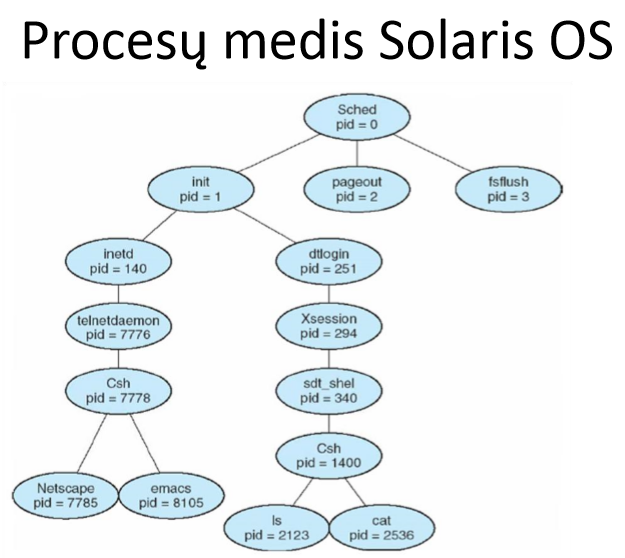 Procesų medis Solaris OS
Sched
pid = 0
init
pid = 1
pageout
pid = 2
fsflush
pid = 3
inetd
pid = 140
dtlogin
pid = 251
telnetdaemon
pid = 7776
Xsession
pid = 294
Csh
pid = 7778
sdt_shel
pid = 340
Csh
pid = 1400
Netscape
pid = 7785
emacs
pid = 8105
ls
pid = 2123
cat
pid = 2536